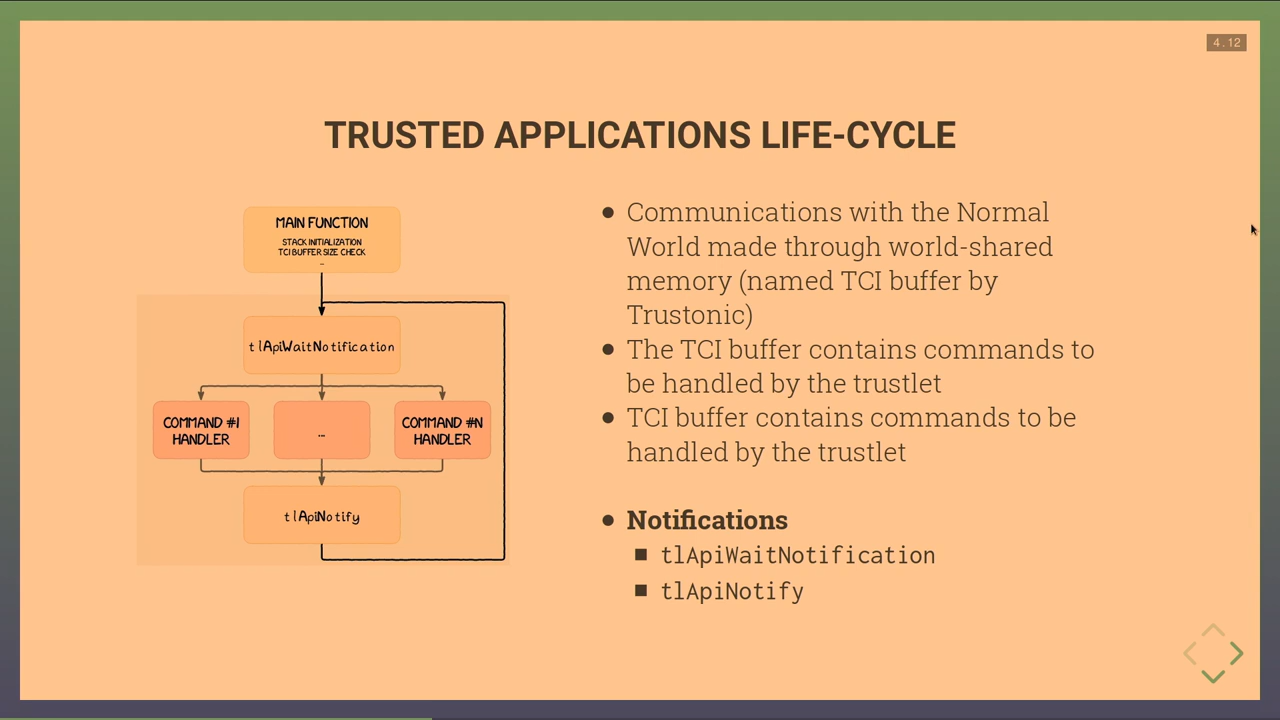 4.12
TRUSTED APPLICATIONS LIFE-CYCLE
MAIN FUNCTION
STACK INITIALIZATION
TCI BUFFER SIZE CHECK
...
tlApiWaitNotification
COMMAND #1
HANDLER
...
COMMAND #N
HANDLER
tlApiNotify
● Communications with the Normal
World made through world-shared
memory (named TCI buffer by
Trustonic)
● The TCI buffer contains commands to
be handled by the trustlet
● TCI buffer contains commands to be
handled by the trustlet
● Notifications
■ tlApiWaitNotification
■ tlApiNotify